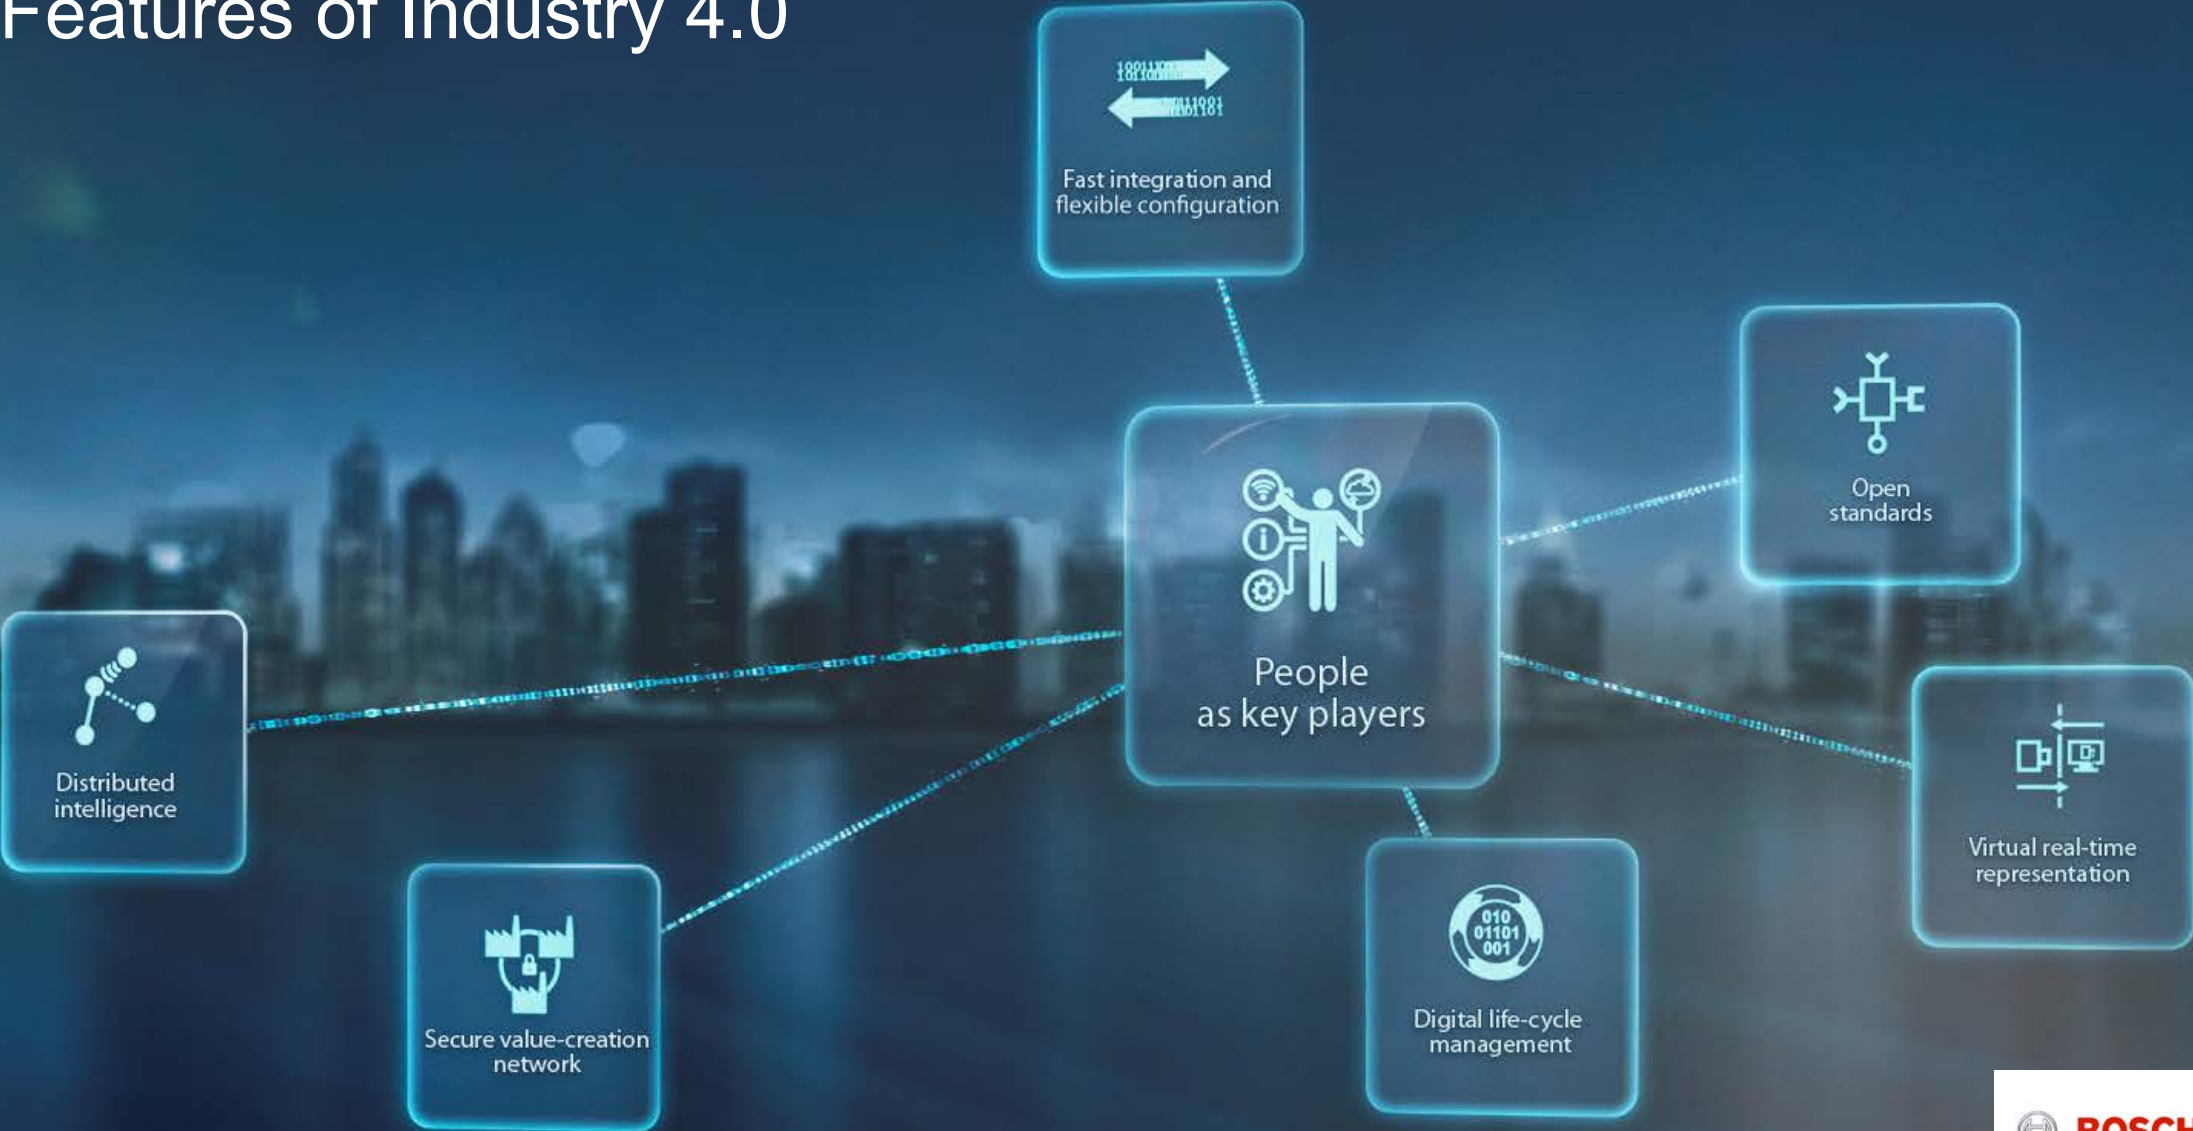 Features of Industry 4.0
Fast integration and
flexible configuration
Open
standards
People
as key players
Distributed
intelligence
Virtual real-time
representation
Secure value-creation
network
010
01101
001
Digital life-cycle
management
BOSCH